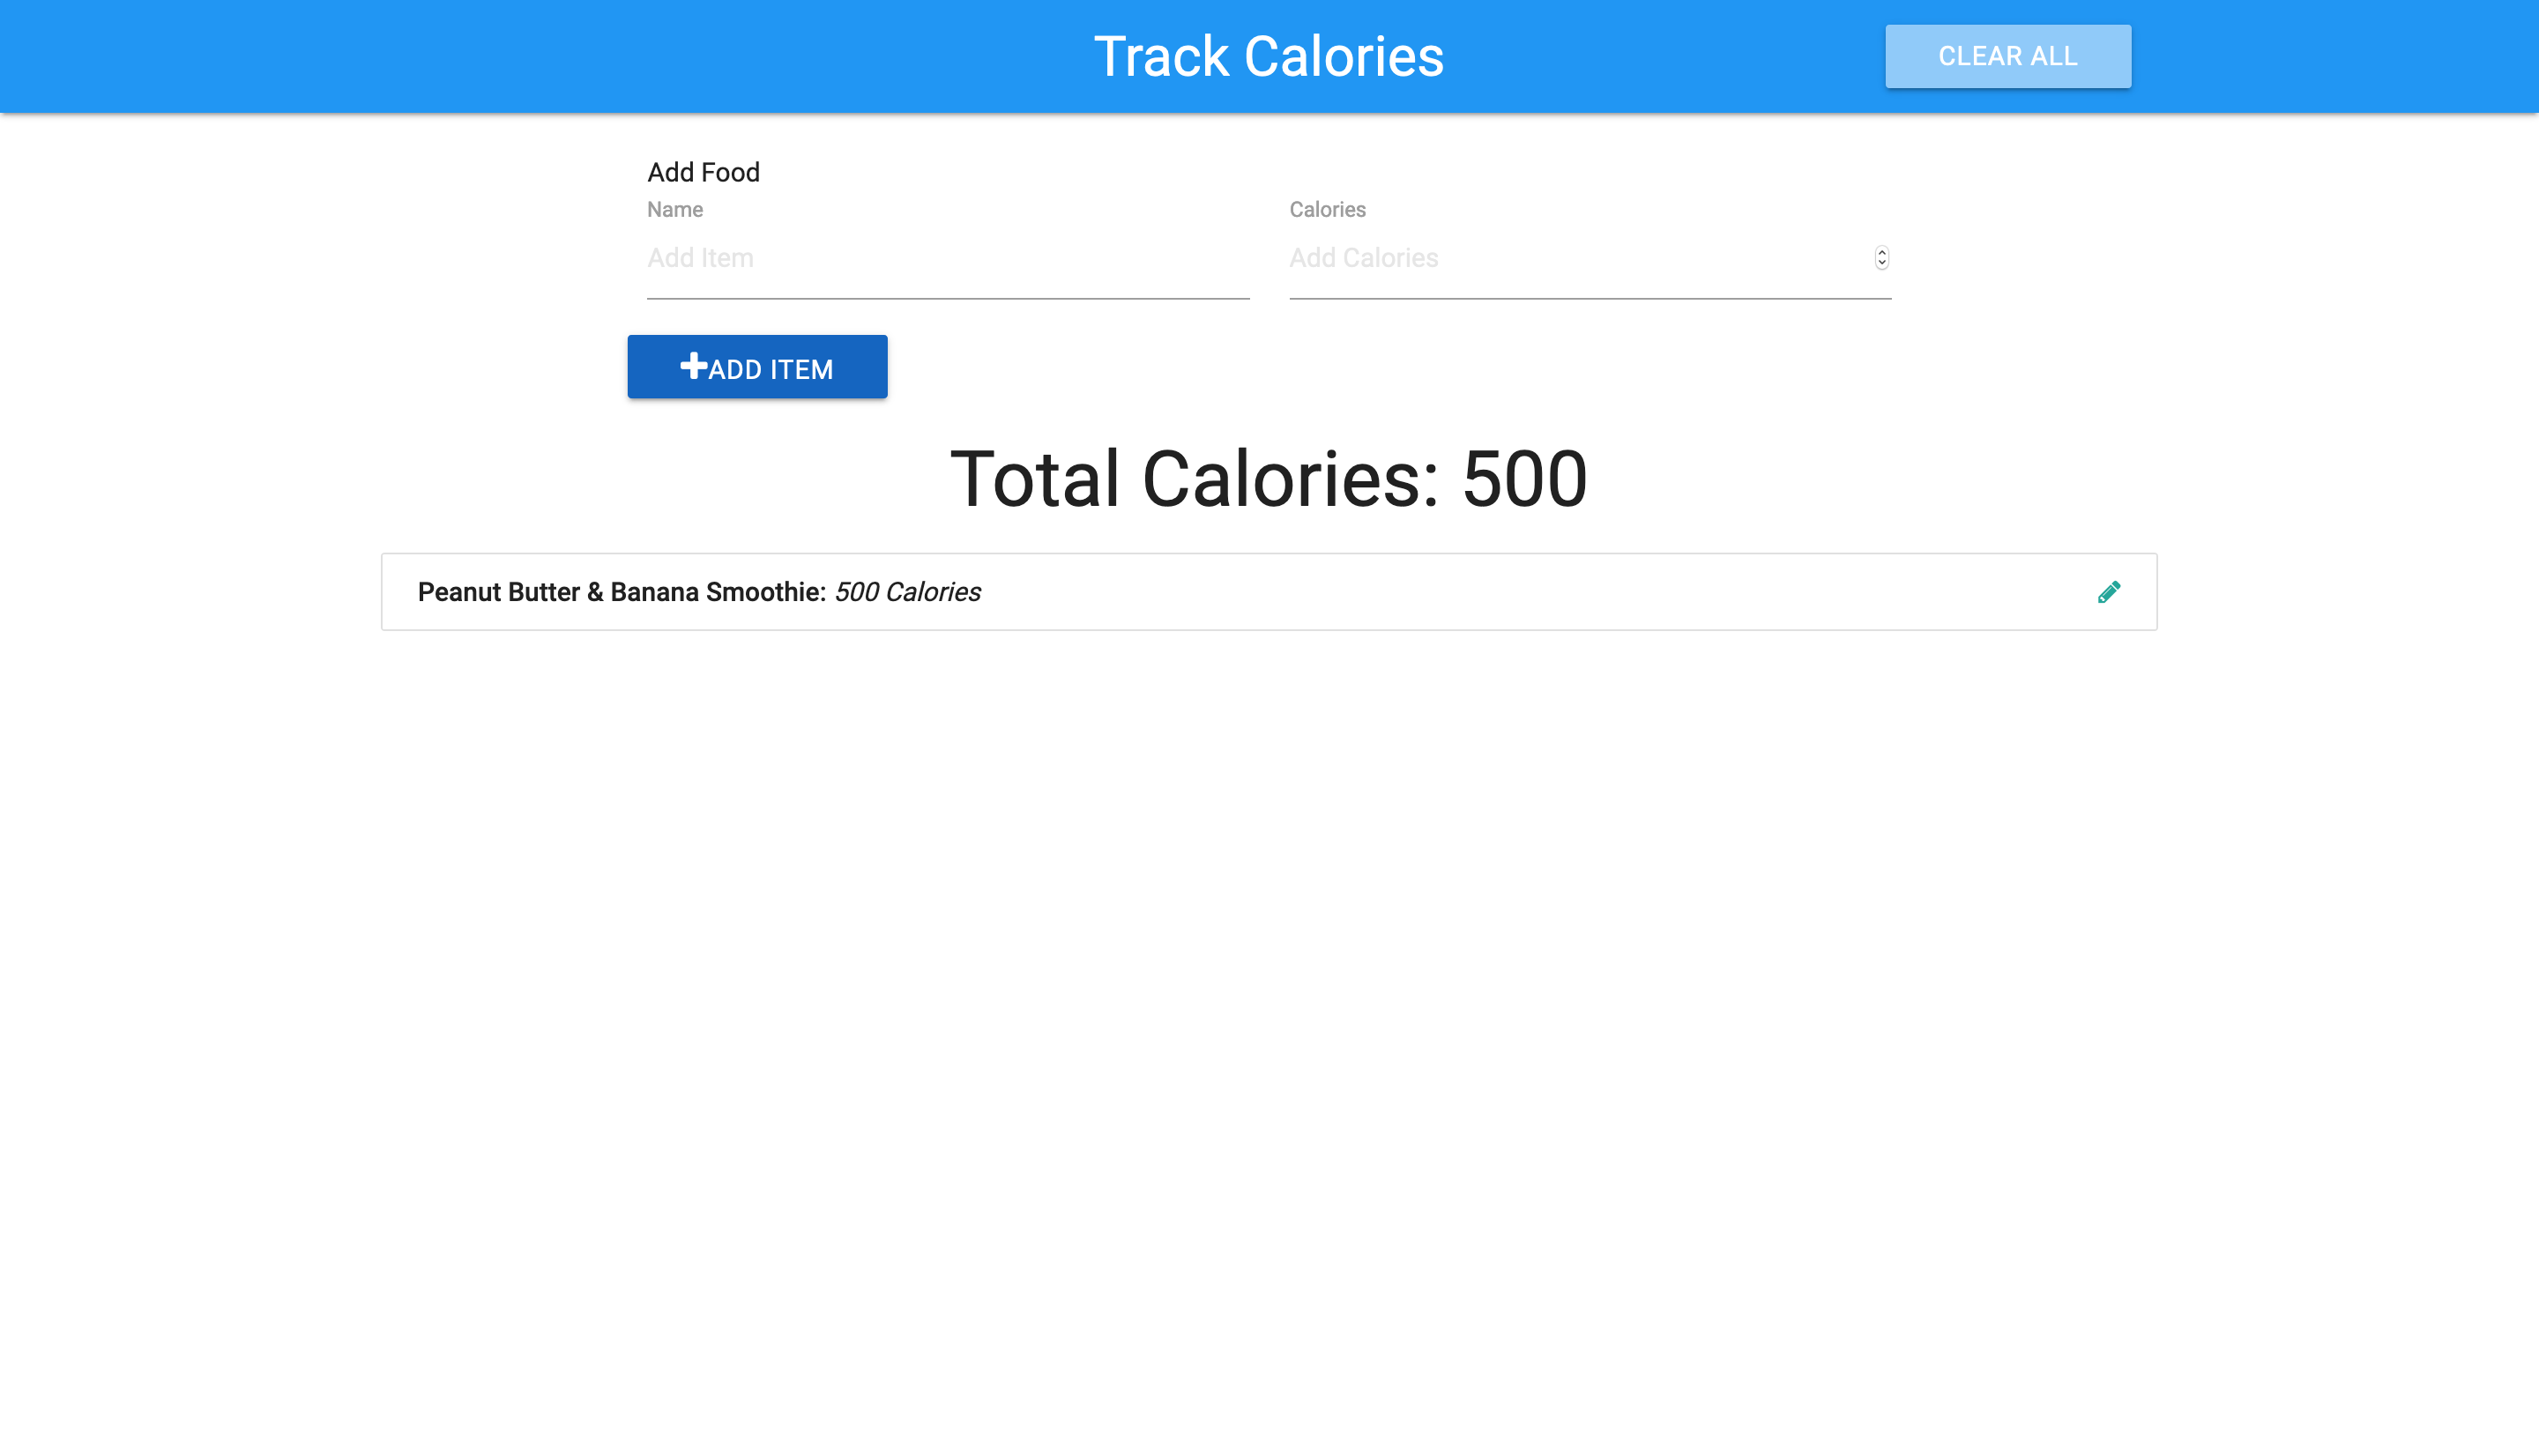 Track Calories
CLEAR ALL
Add Food
Name
Calories
Add Item
Add Calories
ADD ITEM
Total Calories: 500
Peanut Butter & Banana Smoothie: 500 Calories